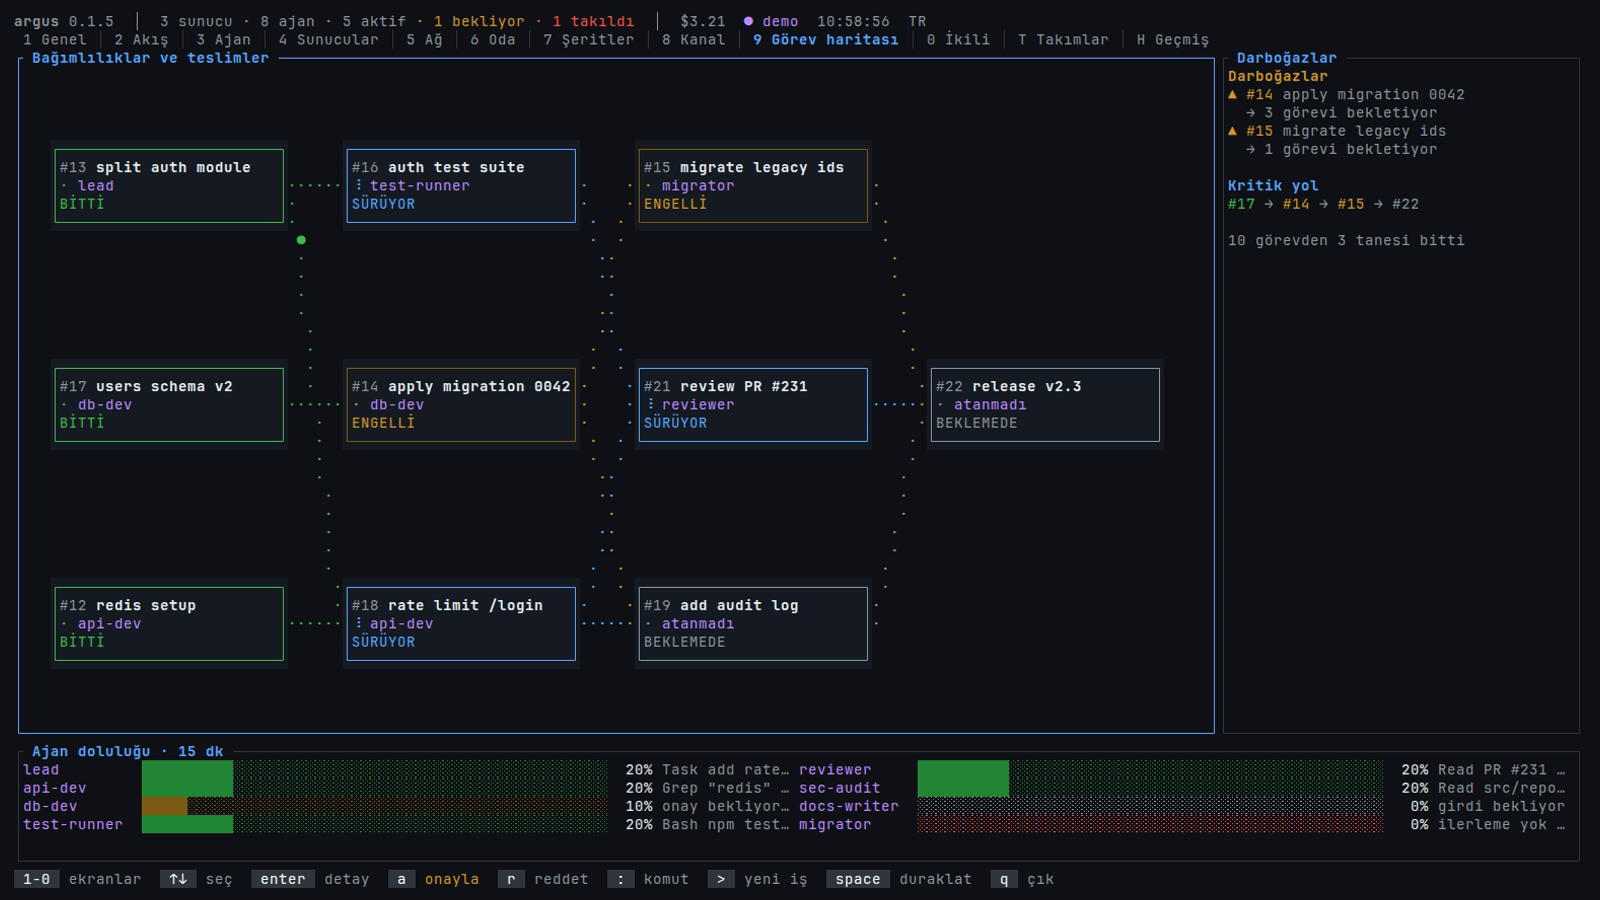 argus 0.1.5 │ 3 sunucu · 8 ajan · 5 aktif · 1 bekliyor · 1 takıldı │ $3.21 ● demo 10:58:56 TR
1 Genel │ 2 Akış │ 3 Ajan │ 4 Sunucular │ 5 Ağ │ 6 Oda │ 7 Şeritler │ 8 Kanal │ 9 Görev haritası │ 0 İkili │ T Takımlar │ H Geçmiş
Bağımlılıklar ve teslimler
#13 split auth module
· lead
BİTTİ
#16 auth test suite
test-runner
SÜRÜYOR
#15 migrate legacy ids
· migrator
ENGELLİ
#17 users schema v2
· db-dev
BİTTİ
#14 apply migration 0042
· db-dev
ENGELLİ
#21 review PR #231
reviewer
SÜRÜYOR
#22 release v2.3
· atanmadı
BEKLEMEDE
#12 redis setup
· api-dev
BİTTİ
#18 rate limit /login
api-dev
SÜRÜYOR
#19 add audit log
· atanmadı
BEKLEMEDE
Darboğazlar
Darboğazlar
▲ #14 apply migration 0042
→ 3 görevi bekletiyor
▲ #15 migrate legacy ids
→ 1 görevi bekletiyor
Kritik yol
#17 → #14 → #15 → #22
10 görevden 3 tanesi bitti
Ajan doluluğu · 15 dk
lead 20% Task add rate… reviewer 20% Read PR #231 …
api-dev 20% Grep "redis" … sec-audit 20% Read src/repo…
db-dev 10% onay bekliyor… docs-writer 0% girdi bekliyor
test-runner 20% Bash npm test… migrator 0% ilerleme yok …
1-0 ekranlar ↑↓ seç enter detay a onayla r reddet : komut > yeni iş space duraklat q çık